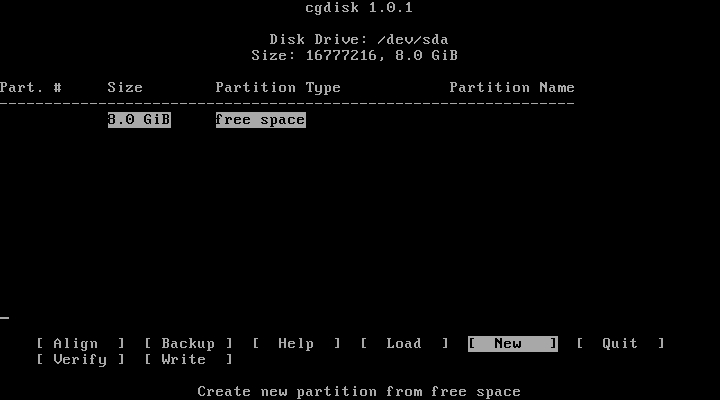 cgdisk 1.0.1
Disk Drive: /dev/sda
Size: 16777216, 8.0 GiB
Part. #     Size        Partition Type            Partition Name
----------------------------------------------------------------
8.0 GiB     free space
[ Align  ]  [ Backup ]  [  Help  ]  [  Load  ]  [  New   ]  [  Quit  ]
[ Verify ]  [ Write  ]
Create new partition from free space